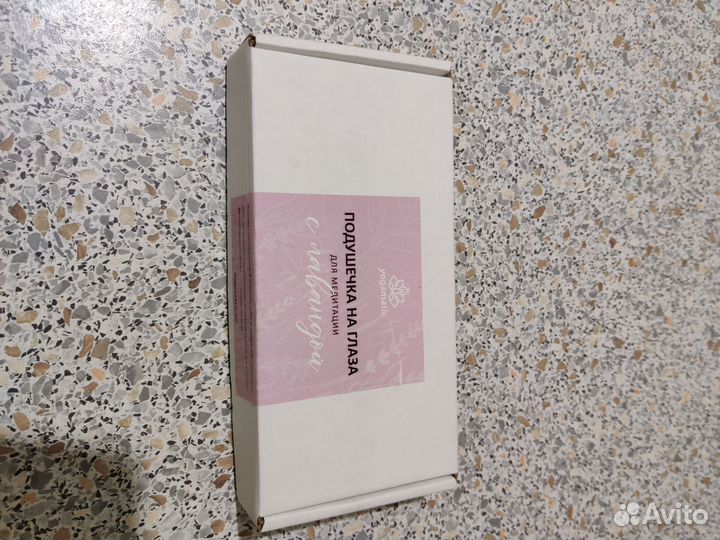 yogamatic
ПОДУШЕЧКА НА ГЛАЗА
ДЛЯ МЕДИТАЦИИ
с лавандой
Avito